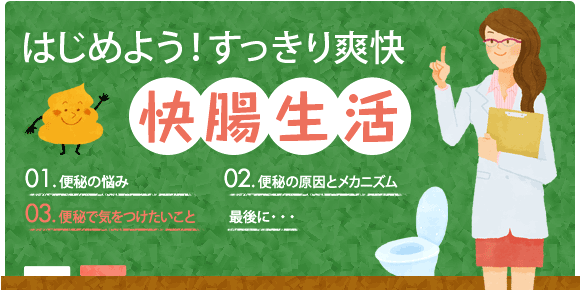 はじめよう!すっきり爽快
快腸生活
01.便秘の悩み
02.便秘の原因とメカニズム
03.便秘で気をつけたいこと
最後に・・・